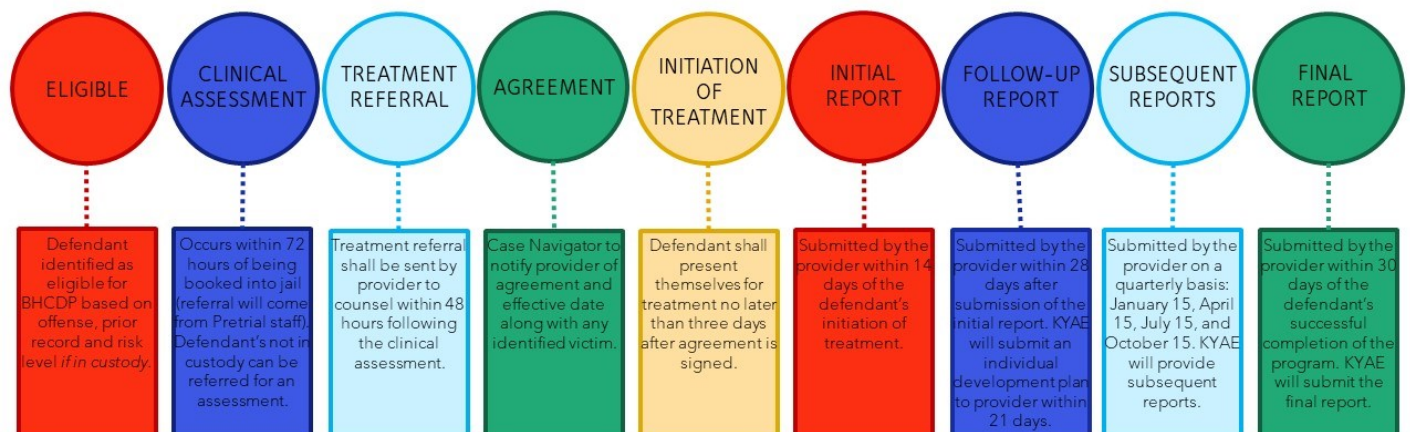 ELIGIBLE
CLINICAL
ASSESSMENT
TREATMENT
REFERRAL
AGREEMENT
INITIATION
OF
TREATMENT
INITIAL
REPORT
FOLLOW-UP
REPORT
SUBSEQUENT
REPORTS
FINAL
REPORT
Defendant
identified as
eligible for
BHCDP based on
offense, prior
record and risk
level if in custody.
Occurs within 72
hours of being
booked into jail
(referral will come
from Pretrial staff).
Defendant's not in
custody can be
referred for an
assessment.
Treatment referral
shall be sent by
provider to
counsel within 48
hours following
the clinical
assessment.
Case Navigator to
notify provider of
agreement and
effective date
along with any
identified victim.
Defendant shall
present
themselves for
treatment no later
than three days
after agreement is
signed.
Submitted by the
provider within 14
days of the
defendant's
initiation of
treatment.
Submitted by the
provider within 28
days after
submission of the
initial report. KYAE
will submit an
individual
development plan
to provider within
21 days.
Submitted by the
provider on a
quarterly basis:
January 15, April
15, July 15, and
October 15. KYAE
will provide
subsequent
reports.
Submitted by the
provider within 30
days of the
defendant's
successful
completion of the
program. KYAE
will submit the
final report.